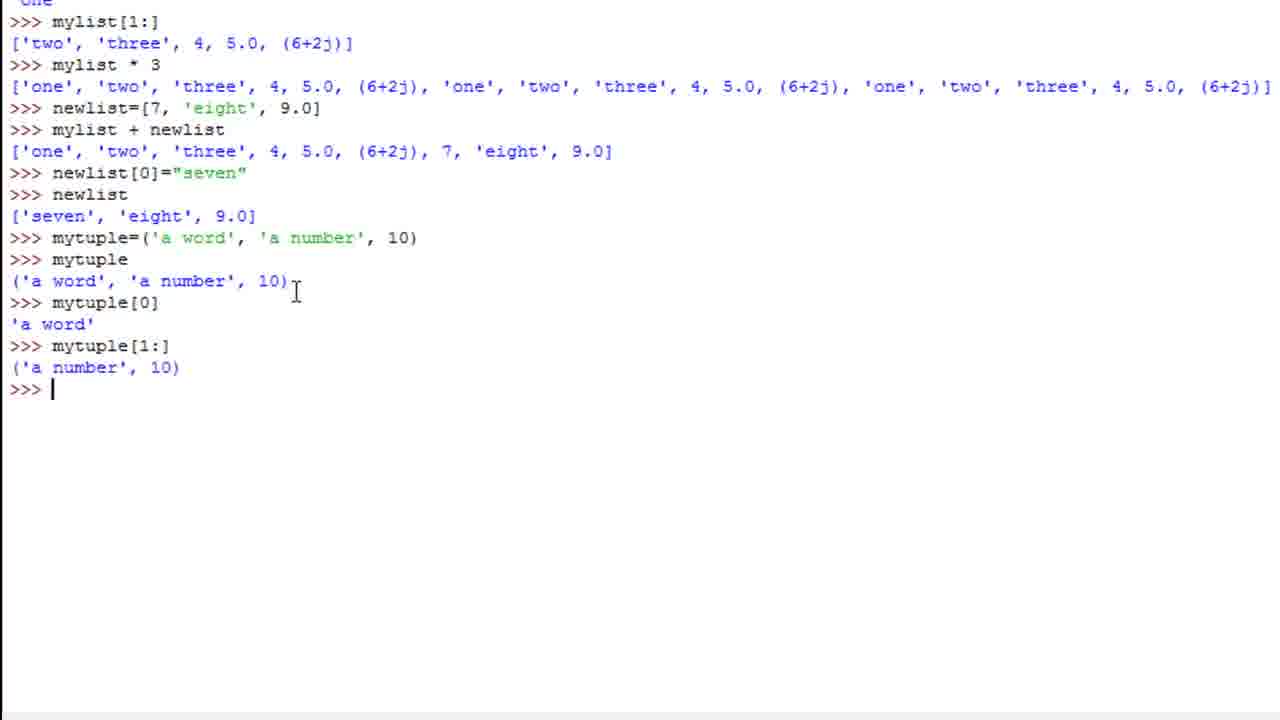 'one'
>>> mylist[1:]
['two', 'three', 4, 5.0, (6+2j)]
>>> mylist * 3
['one', 'two', 'three', 4, 5.0, (6+2j), 'one', 'two', 'three', 4, 5.0, (6+2j), 'one', 'two', 'three', 4, 5.0, (6+2j)]
>>> newlist=[7, 'eight', 9.0]
>>> mylist + newlist
['one', 'two', 'three', 4, 5.0, (6+2j), 7, 'eight', 9.0]
>>> newlist[0]="seven"
>>> newlist
['seven', 'eight', 9.0]
>>> mytuple=('a word', 'a number', 10)
>>> mytuple
('a word', 'a number', 10)
>>> mytuple[0]
'a word'
>>> mytuple[1:]
('a number', 10)
>>>